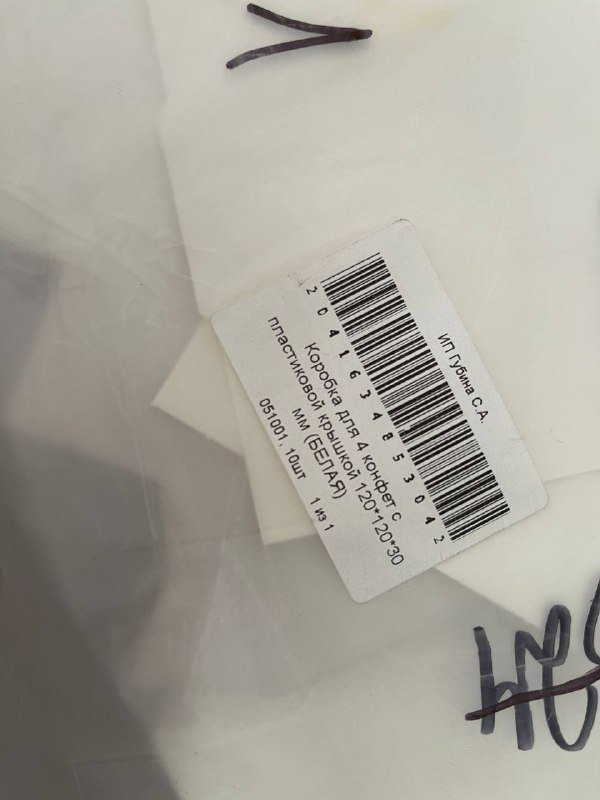 ИП Губина С.А.
2041634853042
Коробка для 4 конфет с
пластиковой крышкой 120*120*30
мм (БЕЛАЯ)
051001, 10шт 1 из 1